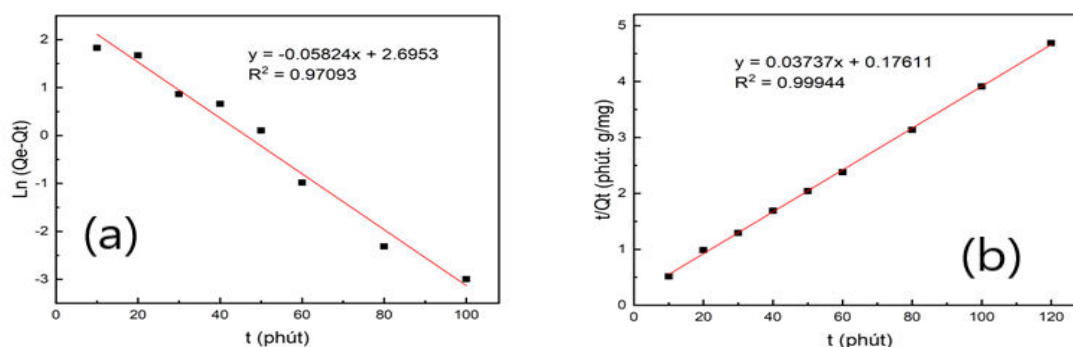 2
1
0
-1
-2
-3
Ln (Qe-Qt)
y = -0.05824x + 2.6953
R² = 0.97093
(a)
0
20
40
60
80
100
t (phút)
5
4
3
2
1
0
t/Qt (phút. g/mg)
y = 0.03737x + 0.17611
R² = 0.99944
(b)
0
20
40
60
80
100
120
t (phút)